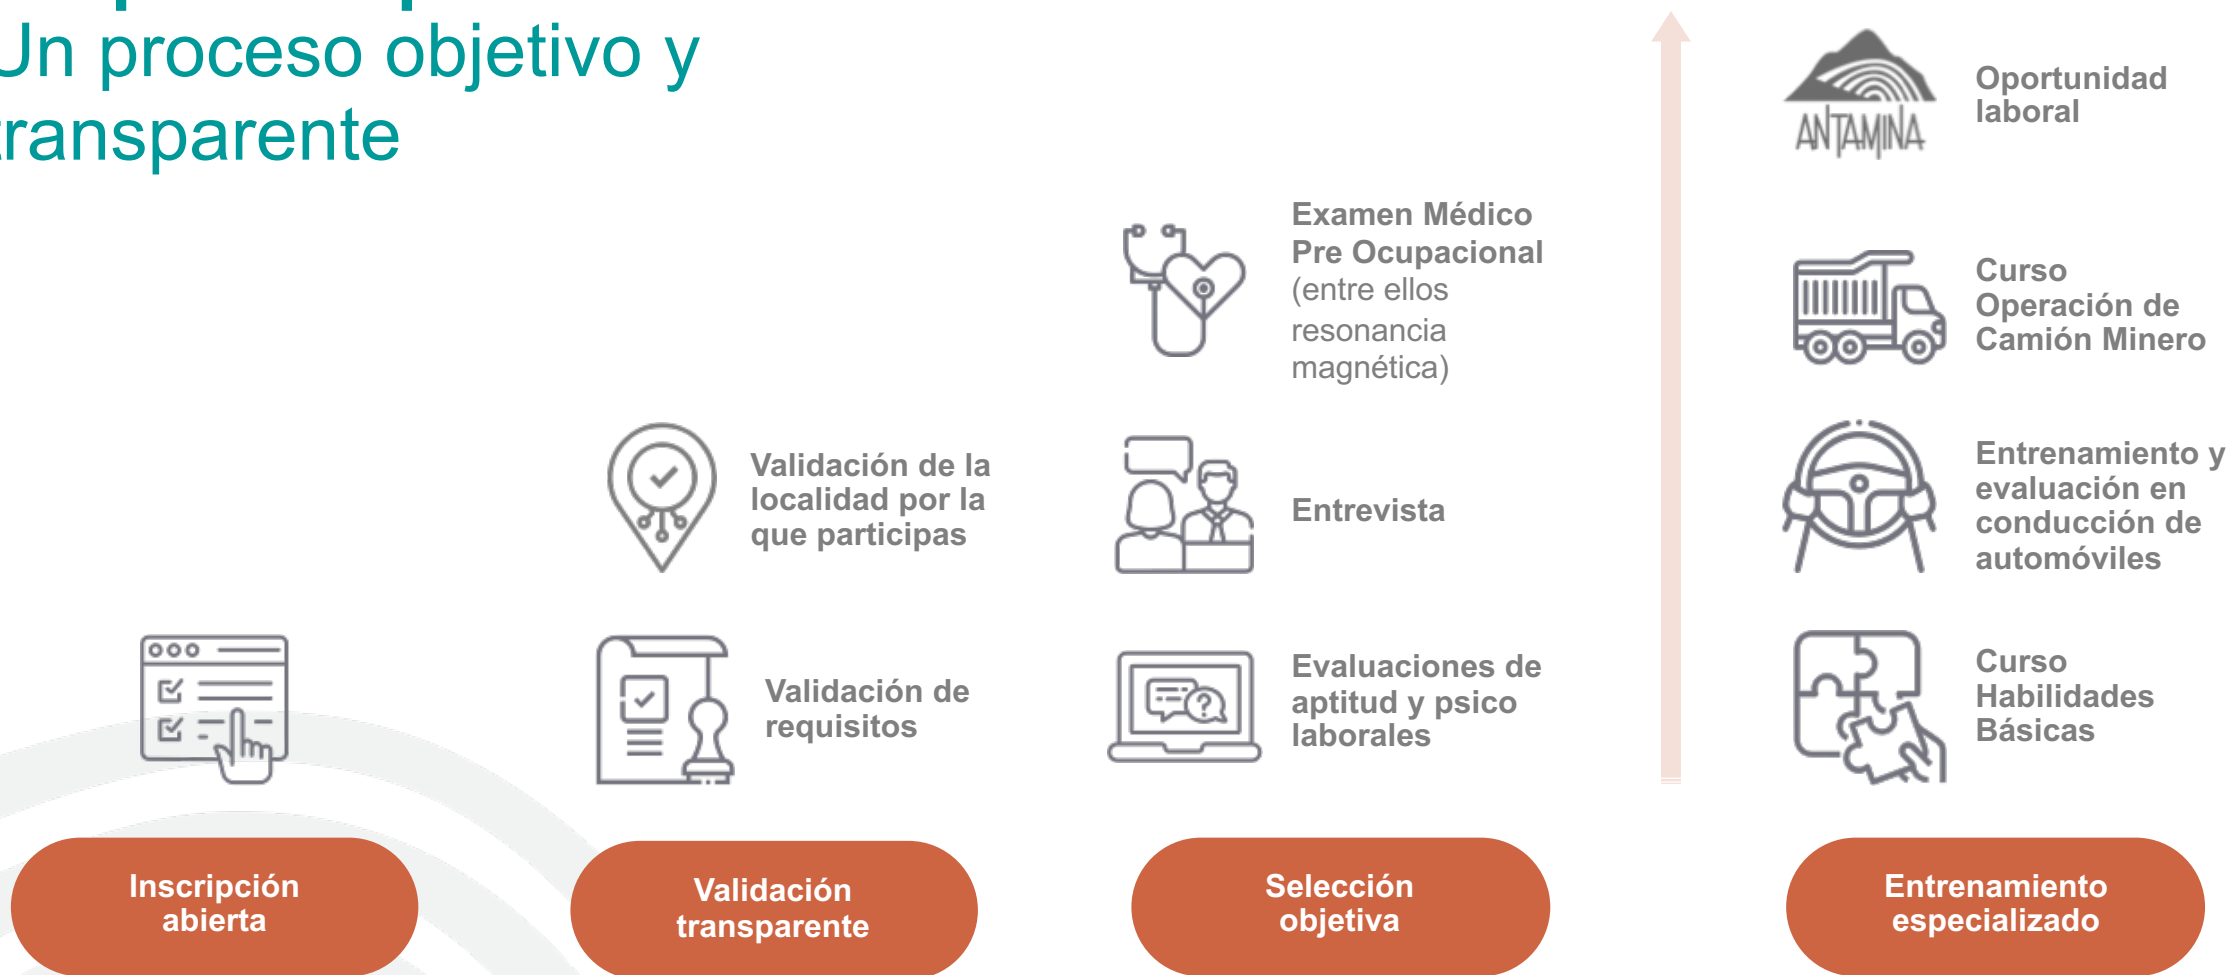 Un proceso objetivo y
transparente
Validación de la
localidad por la
que participas
Validación de
requisitos
Examen Médico
Pre Ocupacional
(entre ellos
resonancia
magnética)
Entrevista
Evaluaciones de
aptitud y psico
laborales
ANTAMINA
Oportunidad
laboral
Curso
Operación de
Camión Minero
Entrenamiento y
evaluación en
conducción de
automóviles
Curso
Habilidades
Básicas
Inscripción
abierta
Validación
transparente
Selección
objetiva
Entrenamiento
especializado